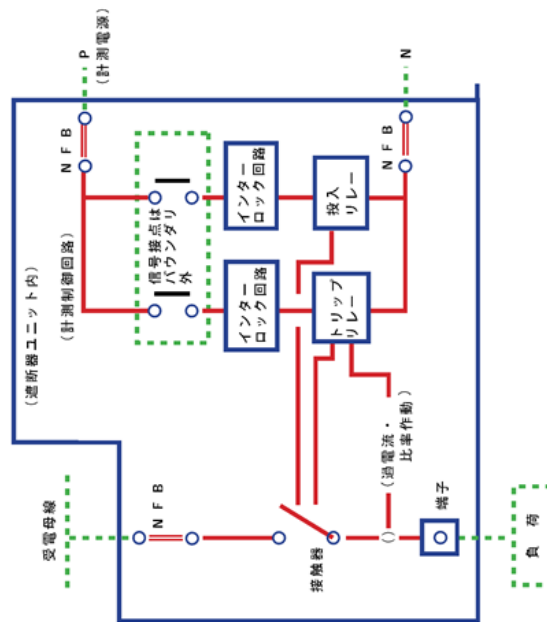 (計測電源)
P
N
NFB
NFB
(遮断器ユニット内)
(計測制御回路)
信号接点は
バウンダリ
外
インター
ロック回路
インター
ロック回路
投入
リレー
トリップ
リレー
受電母線
NFB
接触器
(過電流・
比率作動)
端子
負荷